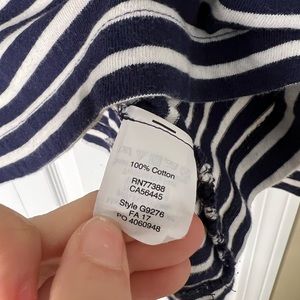 100% Cotton
RN77388
CA56445
Style G9276
FA 17
PO 4060948